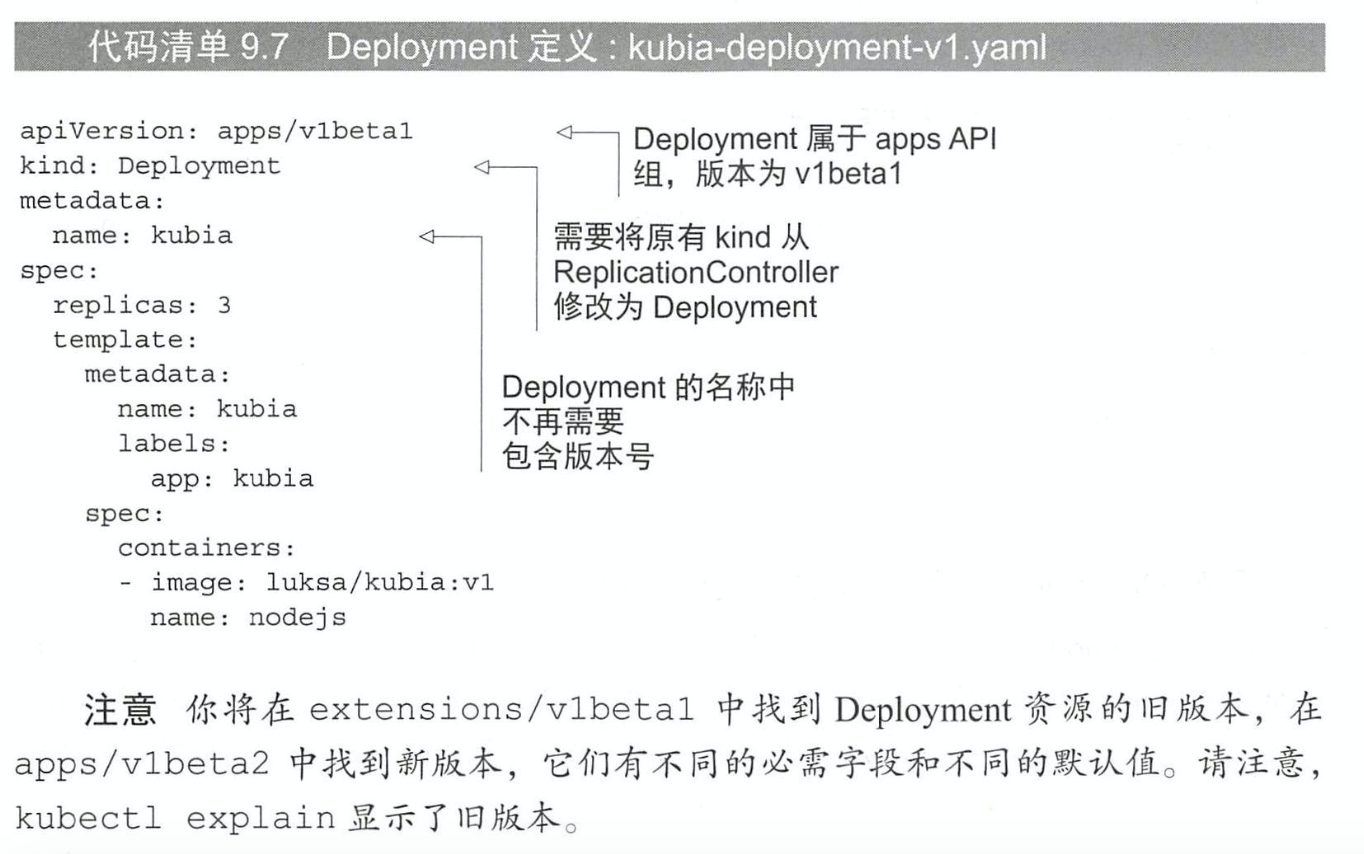 代码清单 9.7 Deployment 定义：kubia-deployment-v1.yaml
apiVersion: apps/v1beta1
kind: Deployment
metadata:
  name: kubia
spec:
  replicas: 3
  template:
    metadata:
      name: kubia
      labels:
        app: kubia
    spec:
      containers:
      - image: luksa/kubia:v1
        name: nodejs
Deployment 属于 apps API
组，版本为 v1beta1
需要将原有 kind 从
ReplicationController
修改为 Deployment
Deployment 的名称中
不再需要
包含版本号
注意 你将在 extensions/v1beta1 中找到 Deployment 资源的旧版本，在
apps/v1beta2 中找到新版本，它们有不同的必需字段和不同的默认值。请注意，
kubectl explain 显示了旧版本。